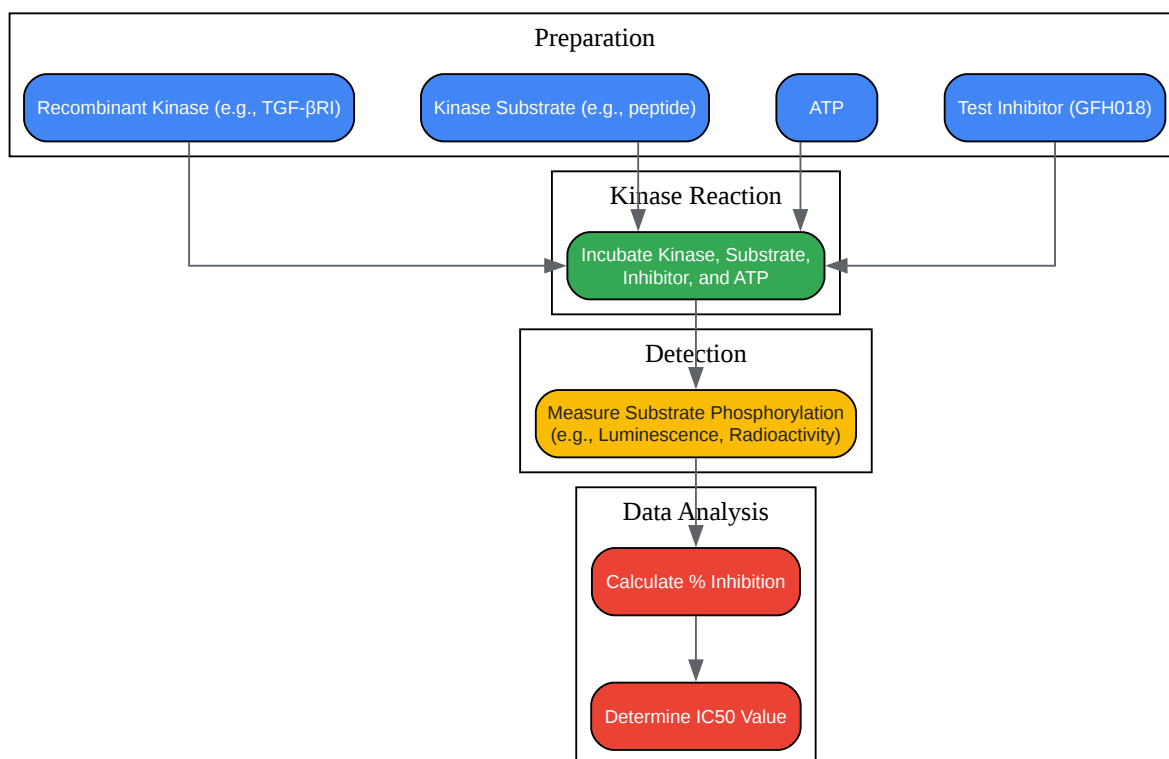 Preparation
Recombinant Kinase (e.g., TGF-βRI)
Kinase Substrate (e.g., peptide)
ATP
Test Inhibitor (GFH018)
Kinase Reaction
Incubate Kinase, Substrate,
Inhibitor, and ATP
Detection
Measure Substrate Phosphorylation
(e.g., Luminescence, Radioactivity)
Data Analysis
Calculate % Inhibition
Determine IC50 Value